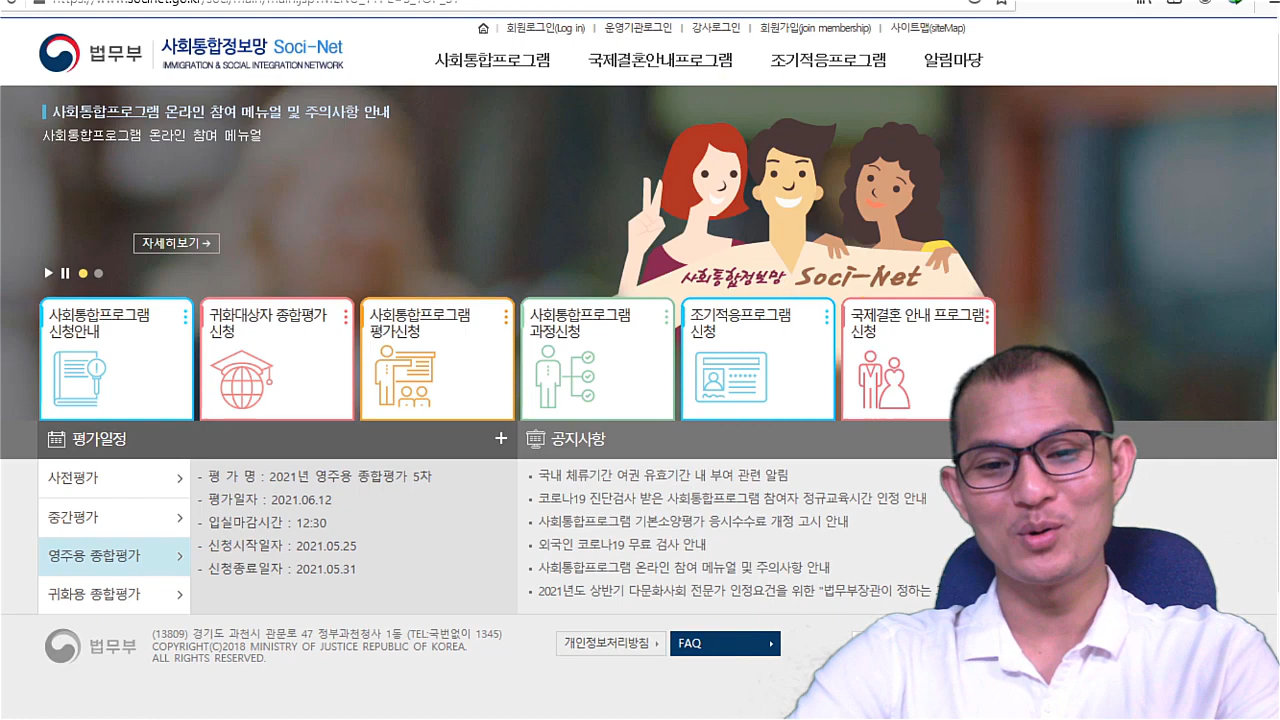 회원로그인(Log in) | 운영기관로그인 | 강사로그인 | 회원가입(join membership) | 사이트맵(siteMap)
법무부
사회통합정보망 Soci-Net
IMMIGRATION & SOCIAL INTEGRATION NETWORK
사회통합프로그램 국제결혼안내프로그램 조기적응프로그램 알림마당
사회통합프로그램 온라인 참여 메뉴얼 및 주의사항 안내
사회통합프로그램 온라인 참여 메뉴얼
자세히보기→
사회통합정보망 Soci-Net
사회통합프로그램
신청안내
귀화대상자 종합평가
신청
사회통합프로그램
평가신청
사회통합프로그램
과정신청
조기적응프로그램
신청
국제결혼 안내 프로그램
신청
평가일정 +
사전평가
중간평가
영주용 종합평가
귀화용 종합평가
- 평 가 명 : 2021년 영주용 종합평가 5차
- 평가일자 : 2021.06.12
- 입실마감시간 : 12:30
- 신청시작일자 : 2021.05.25
- 신청종료일자 : 2021.05.31
공지사항
국내 체류기간 여권 유효기간 내 부여 관련 알림
코로나19 진단검사 받은 사회통합프로그램 참여자 정규교육시간 인정 안내
사회통합프로그램 기본소양평가 응시수수료 개정 고시 안내
외국인 코로나19 무료 검사 안내
사회통합프로그램 온라인 참여 메뉴얼 및 주의사항 안내
2021년도 상반기 다문화사회 전문가 인정요건을 위한 "법무부장관이 정하는
법무부
(13809) 경기도 과천시 관문로 47 정부과천청사 1동 (TEL:국번없이 1345)
COPYRIGHT(C)2018 MINISTRY OF JUSTICE REPUBLIC OF KOREA.
ALL RIGHTS RESERVED.
개인정보처리방침
FAQ